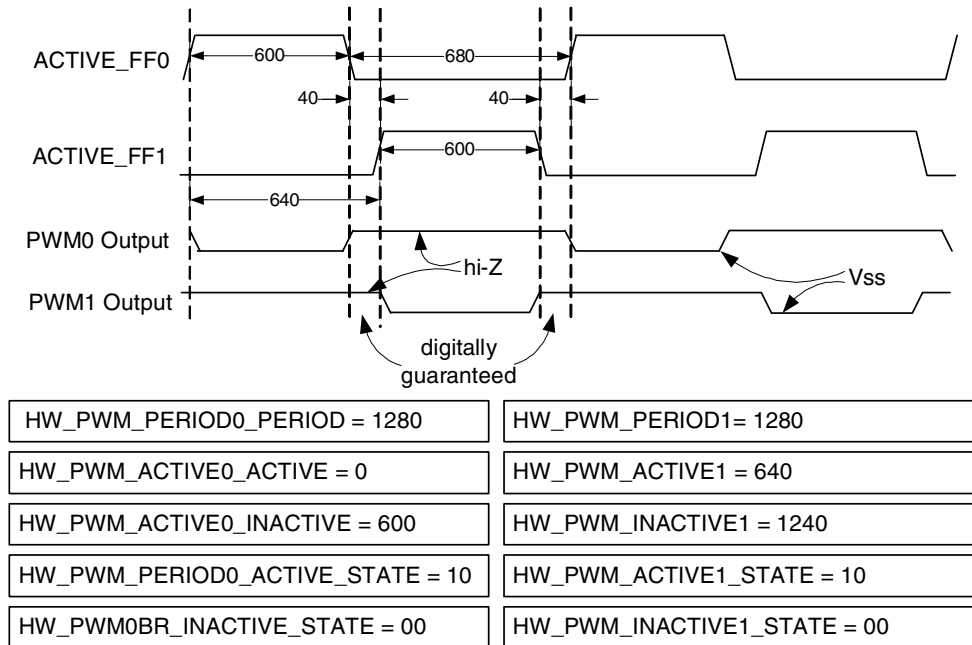 ACTIVE_FF0
600
680
40
40
ACTIVE_FF1
600
640
PWM0 Output
hi-Z
Vss
PWM1 Output
digitally
guaranteed
HW_PWM_PERIOD0_PERIOD = 1280
HW_PWM_PERIOD1= 1280
HW_PWM_ACTIVE0_ACTIVE = 0
HW_PWM_ACTIVE1 = 640
HW_PWM_ACTIVE0_INACTIVE = 600
HW_PWM_INACTIVE1 = 1240
HW_PWM_PERIOD0_ACTIVE_STATE = 10
HW_PWM_ACTIVE1_STATE = 10
HW_PWM0BR_INACTIVE_STATE = 00
HW_PWM_INACTIVE1_STATE = 00